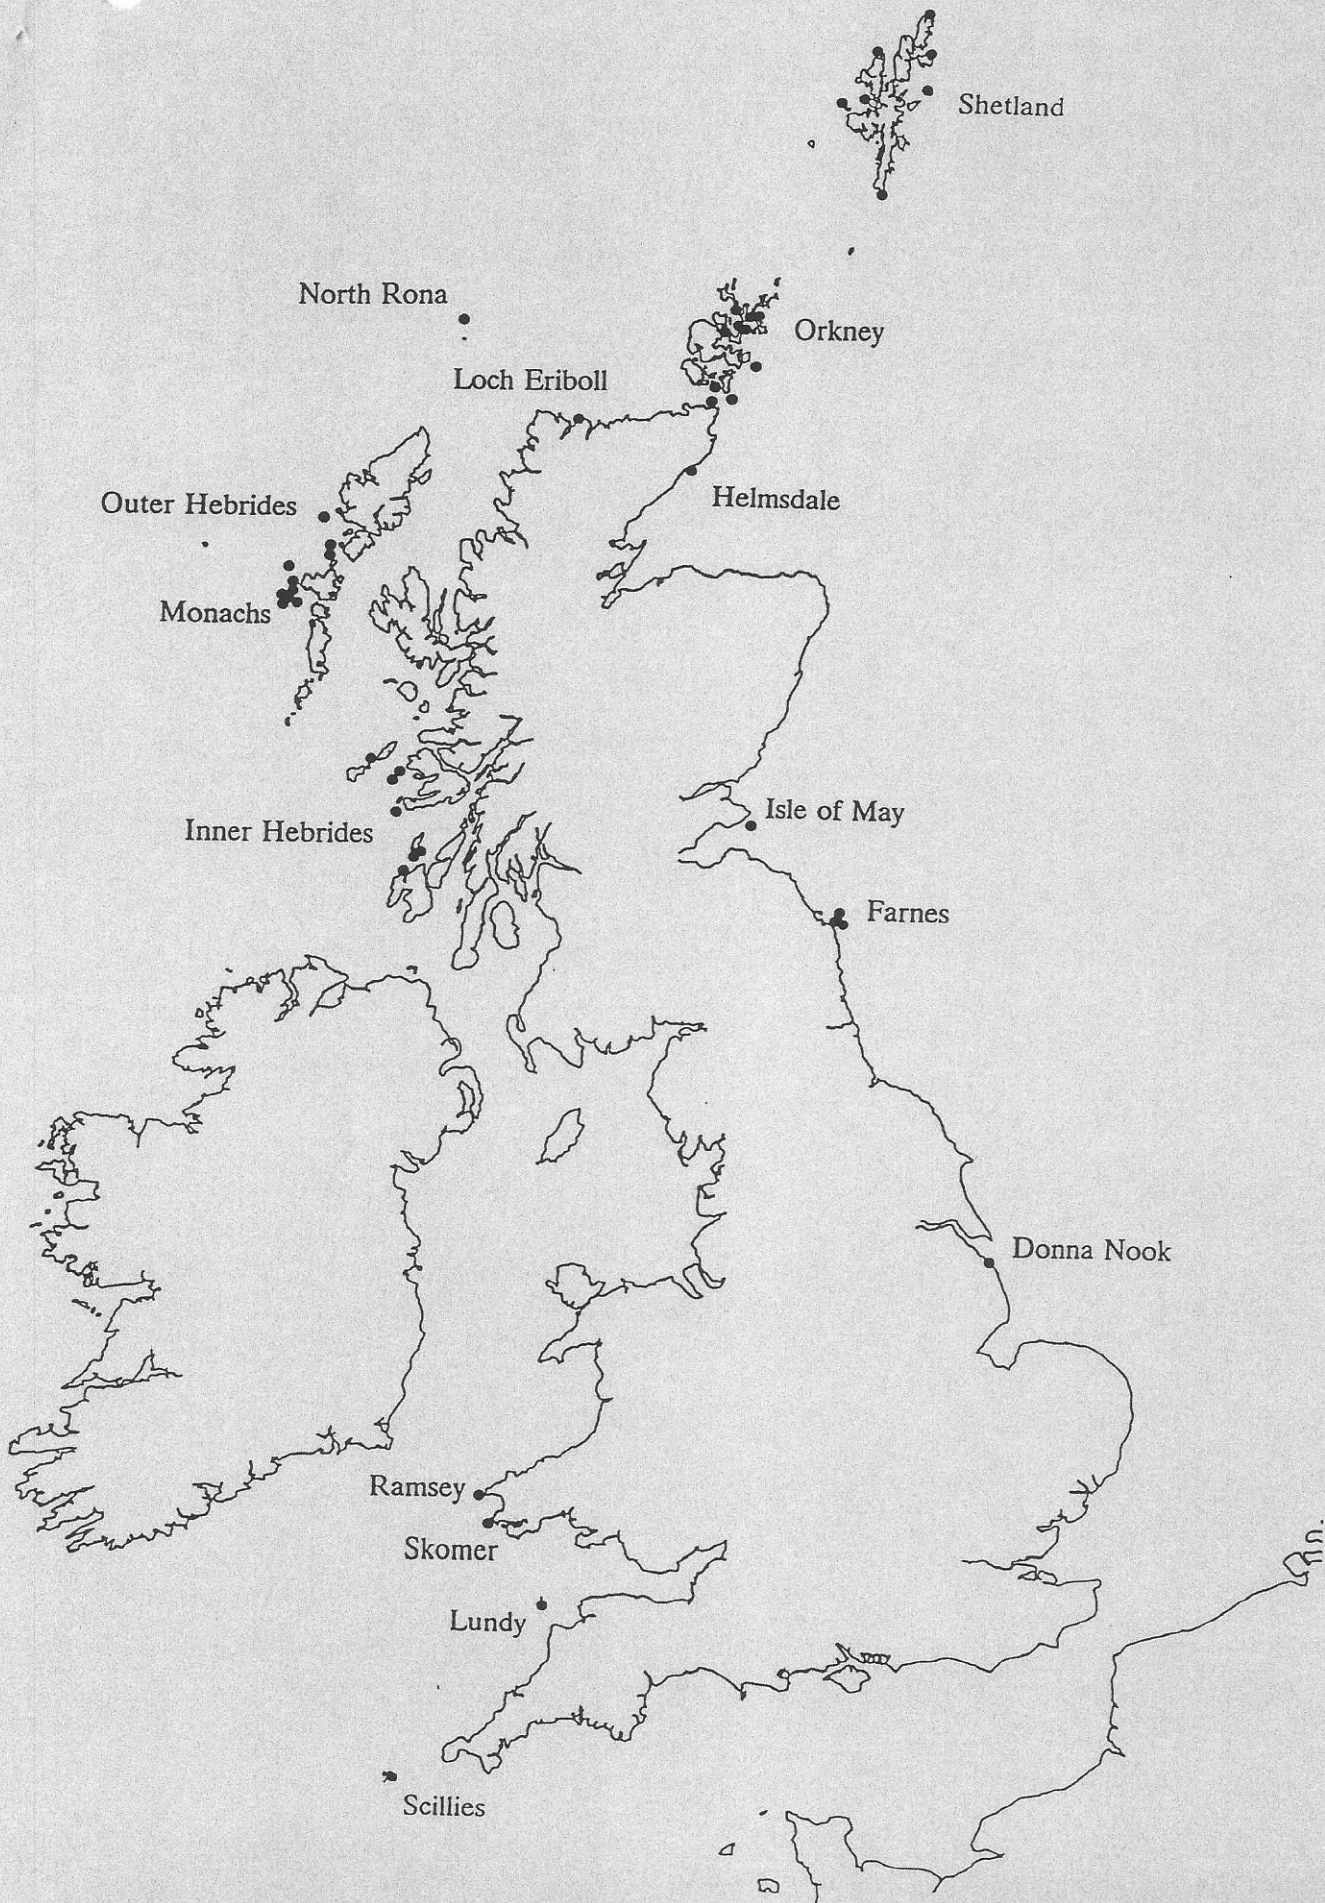 Shetland
North Rona
Orkney
Loch Eriboll
Outer Hebrides
Helmsdale
Monachs
Isle of May
Inner Hebrides
Farnes
Donna Nook
Ramsey
Skomer
Lundy
Scillies